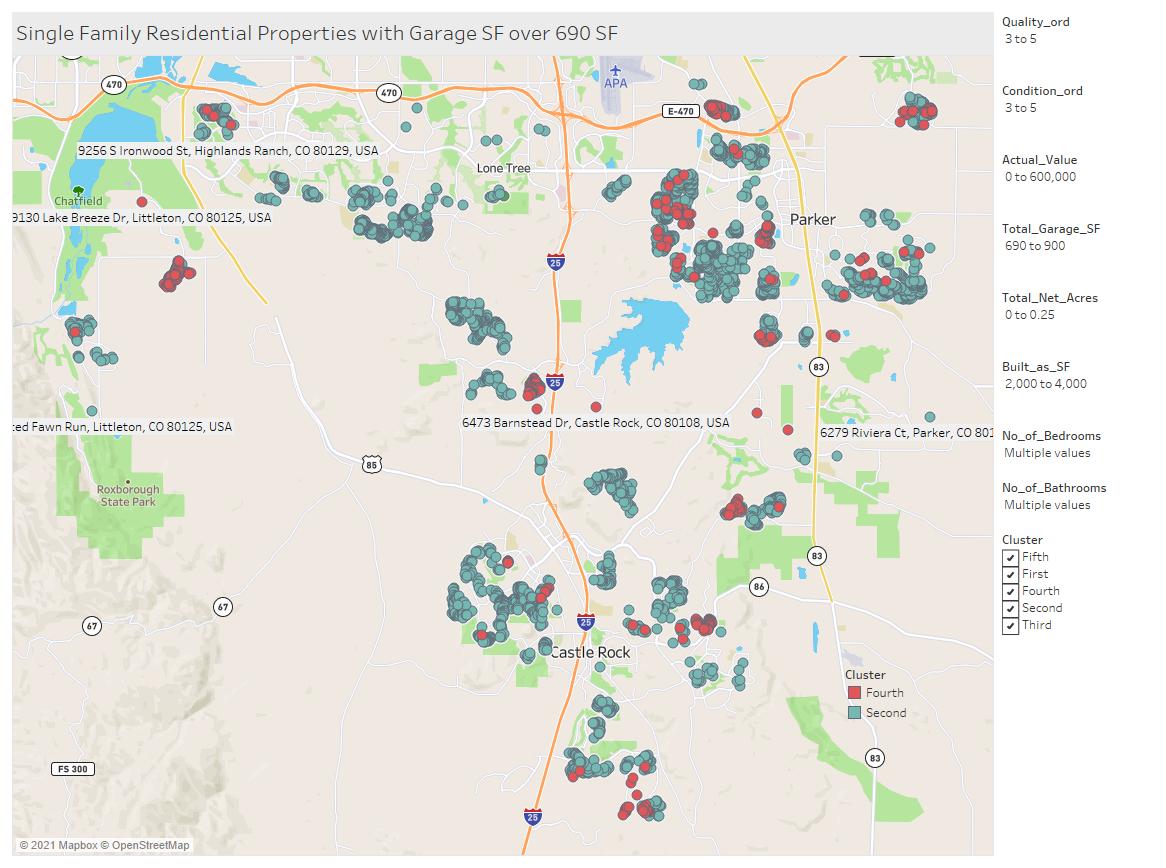 Single Family Residential Properties with Garage SF over 690 SF
Quality_ord
3 to 5
Condition_ord
3 to 5
Actual_Value
0 to 600,000
Total_Garage_SF
690 to 900
Total_Net_Acres
0 to 0.25
Built_as_SF
2,000 to 4,000
No_of_Bedrooms
Multiple values
No_of_Bathrooms
Multiple values
Cluster
Fifth
First
Fourth
Second
Third
470
470
APA
E-470
9256 S Ironwood St, Highlands Ranch, CO 80129, USA
Lone Tree
Chatfield
9130 Lake Breeze Dr, Littleton, CO 80125, USA
Parker
25
83
25
ted Fawn Run, Littleton, CO 80125, USA
6473 Barnstead Dr, Castle Rock, CO 80108, USA
6279 Riviera Ct, Parker, CO 801
85
Roxborough
State Park
83
86
67
67
25
Castle Rock
Cluster
Fourth
Second
83
FS 300
25
© 2021 Mapbox © OpenStreetMap